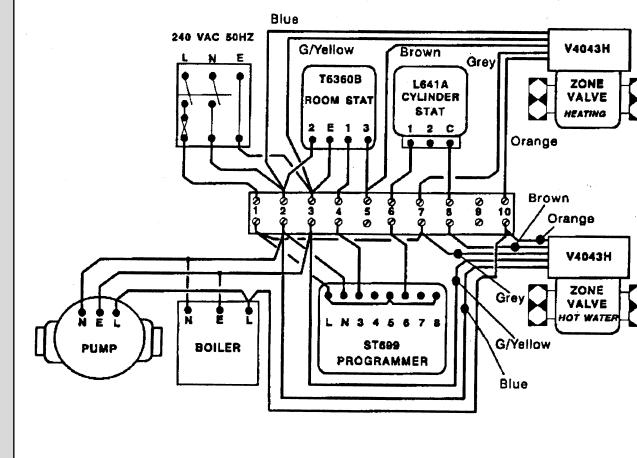 Blue
240 VAC 50HZ
L N E
G/Yellow
T6360B
ROOM STAT
2 E 1 3
Brown
L641A
CYLINDER
STAT
1 2 C
Grey
V4043H
ZONE
VALVE
HEATING
Orange
1 2 3 4 5 6 7 8 9 10
Brown
Orange
V4043H
ZONE
VALVE
HOT WATER
Grey
G/Yellow
Blue
N E L
PUMP
N E L
BOILER
L N 3 4 5 6 7 8
ST699
PROGRAMMER